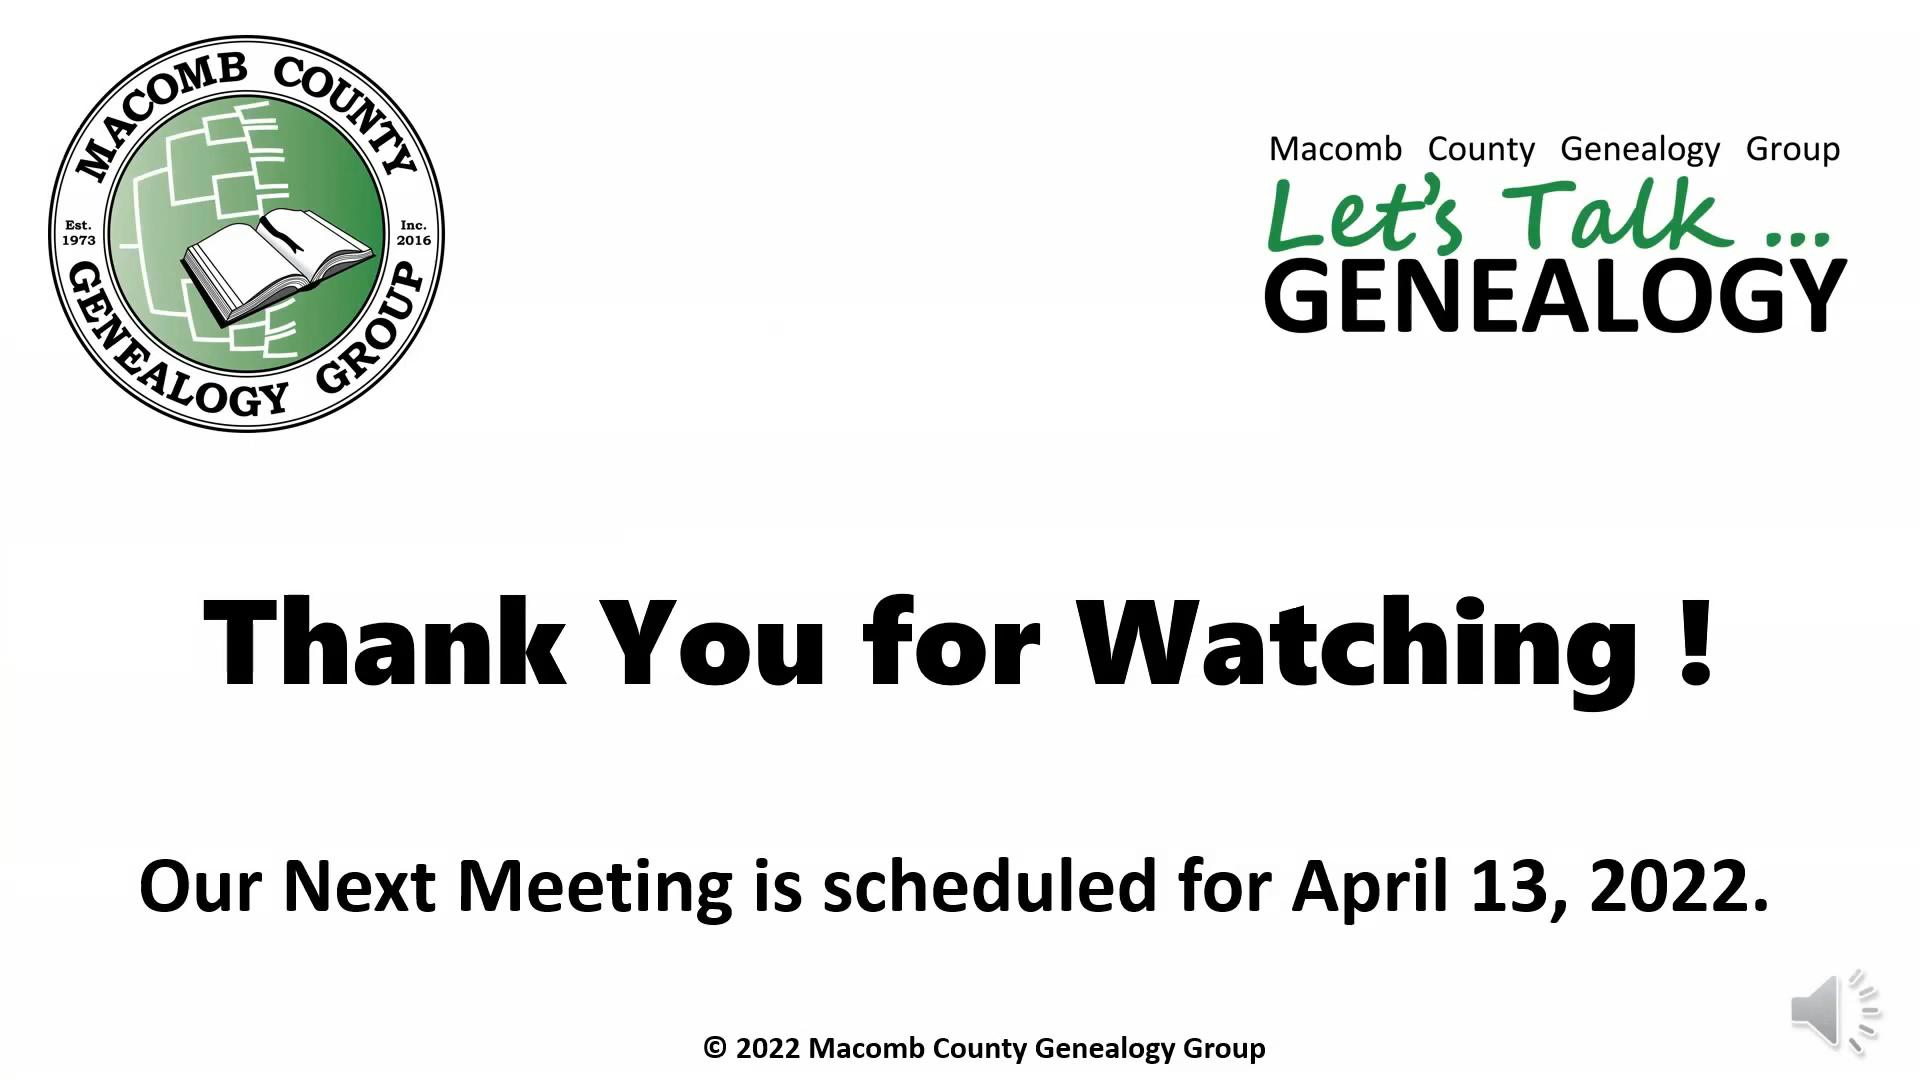 MACOMB COUNTY
Est.
1973
Inc.
2016
GENEALOGY GROUP
Macomb County Genealogy Group
Let's Talk ...
GENEALOGY
Thank You for Watching !
Our Next Meeting is scheduled for April 13, 2022.
© 2022 Macomb County Genealogy Group